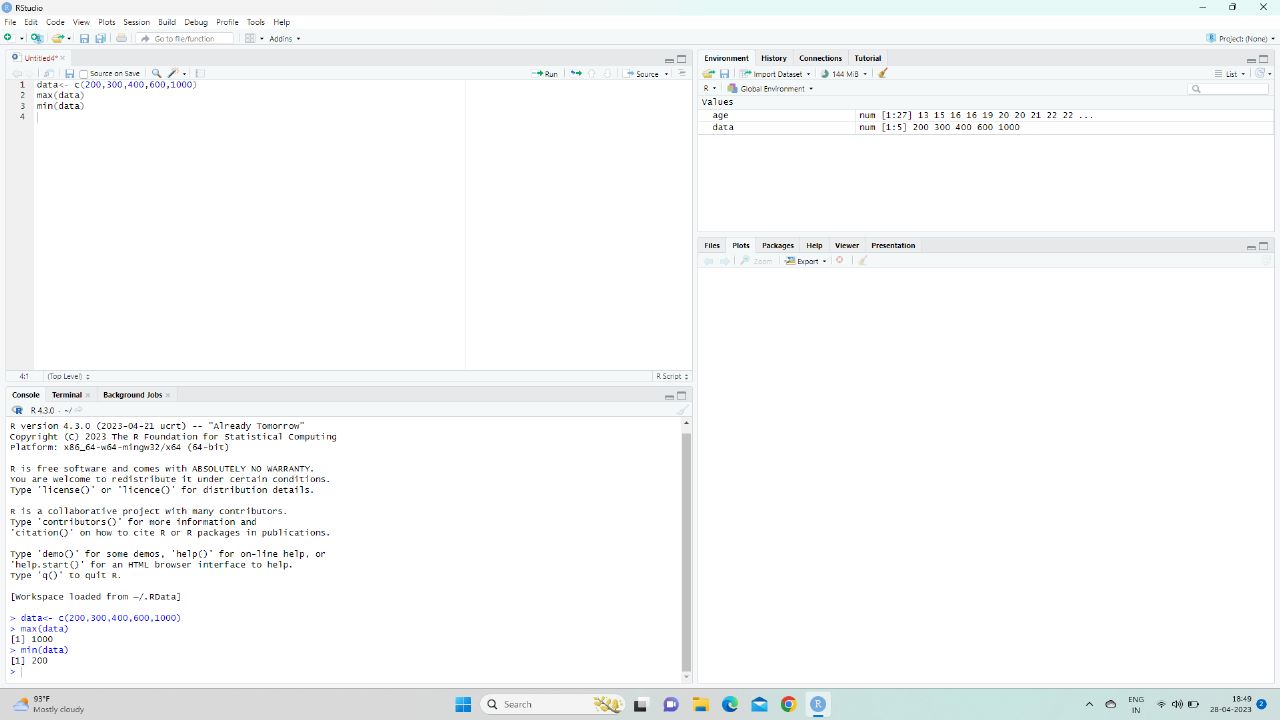 RStudio
File Edit Code View Plots Session Build Debug Profile Tools Help
Go to file/function Addins Project: (None)
Untitled4*
Source on Save Run Source
1 data<- c(200,300,400,600,1000)
2 max(data)
3 min(data)
4
4:1 (Top Level) R Script
Console Terminal Background Jobs
R 4.3.0 · ~/
R version 4.3.0 (2023-04-21 ucrt) -- "Already Tomorrow"
Copyright (C) 2023 The R Foundation for Statistical Computing
Platform: x86_64-w64-mingw32/x64 (64-bit)
R is free software and comes with ABSOLUTELY NO WARRANTY.
You are welcome to redistribute it under certain conditions.
Type 'license()' or 'licence()' for distribution details.
R is a collaborative project with many contributors.
Type 'contributors()' for more information and
'citation()' on how to cite R or R packages in publications.
Type 'demo()' for some demos, 'help()' for on-line help, or
'help.start()' for an HTML browser interface to help.
Type 'q()' to quit R.
[Workspace loaded from ~/.RData]
> data<- c(200,300,400,600,1000)
> max(data)
[1] 1000
> min(data)
[1] 200
>
Environment History Connections Tutorial
Import Dataset 144 MiB List
R Global Environment
Values
age num [1:27] 13 15 16 16 19 20 20 21 22 22 ...
data num [1:5] 200 300 400 600 1000
Files Plots Packages Help Viewer Presentation
Zoom Export
93°F
Mostly cloudy
Search
ENG
IN
18:49
28-04-2023
2